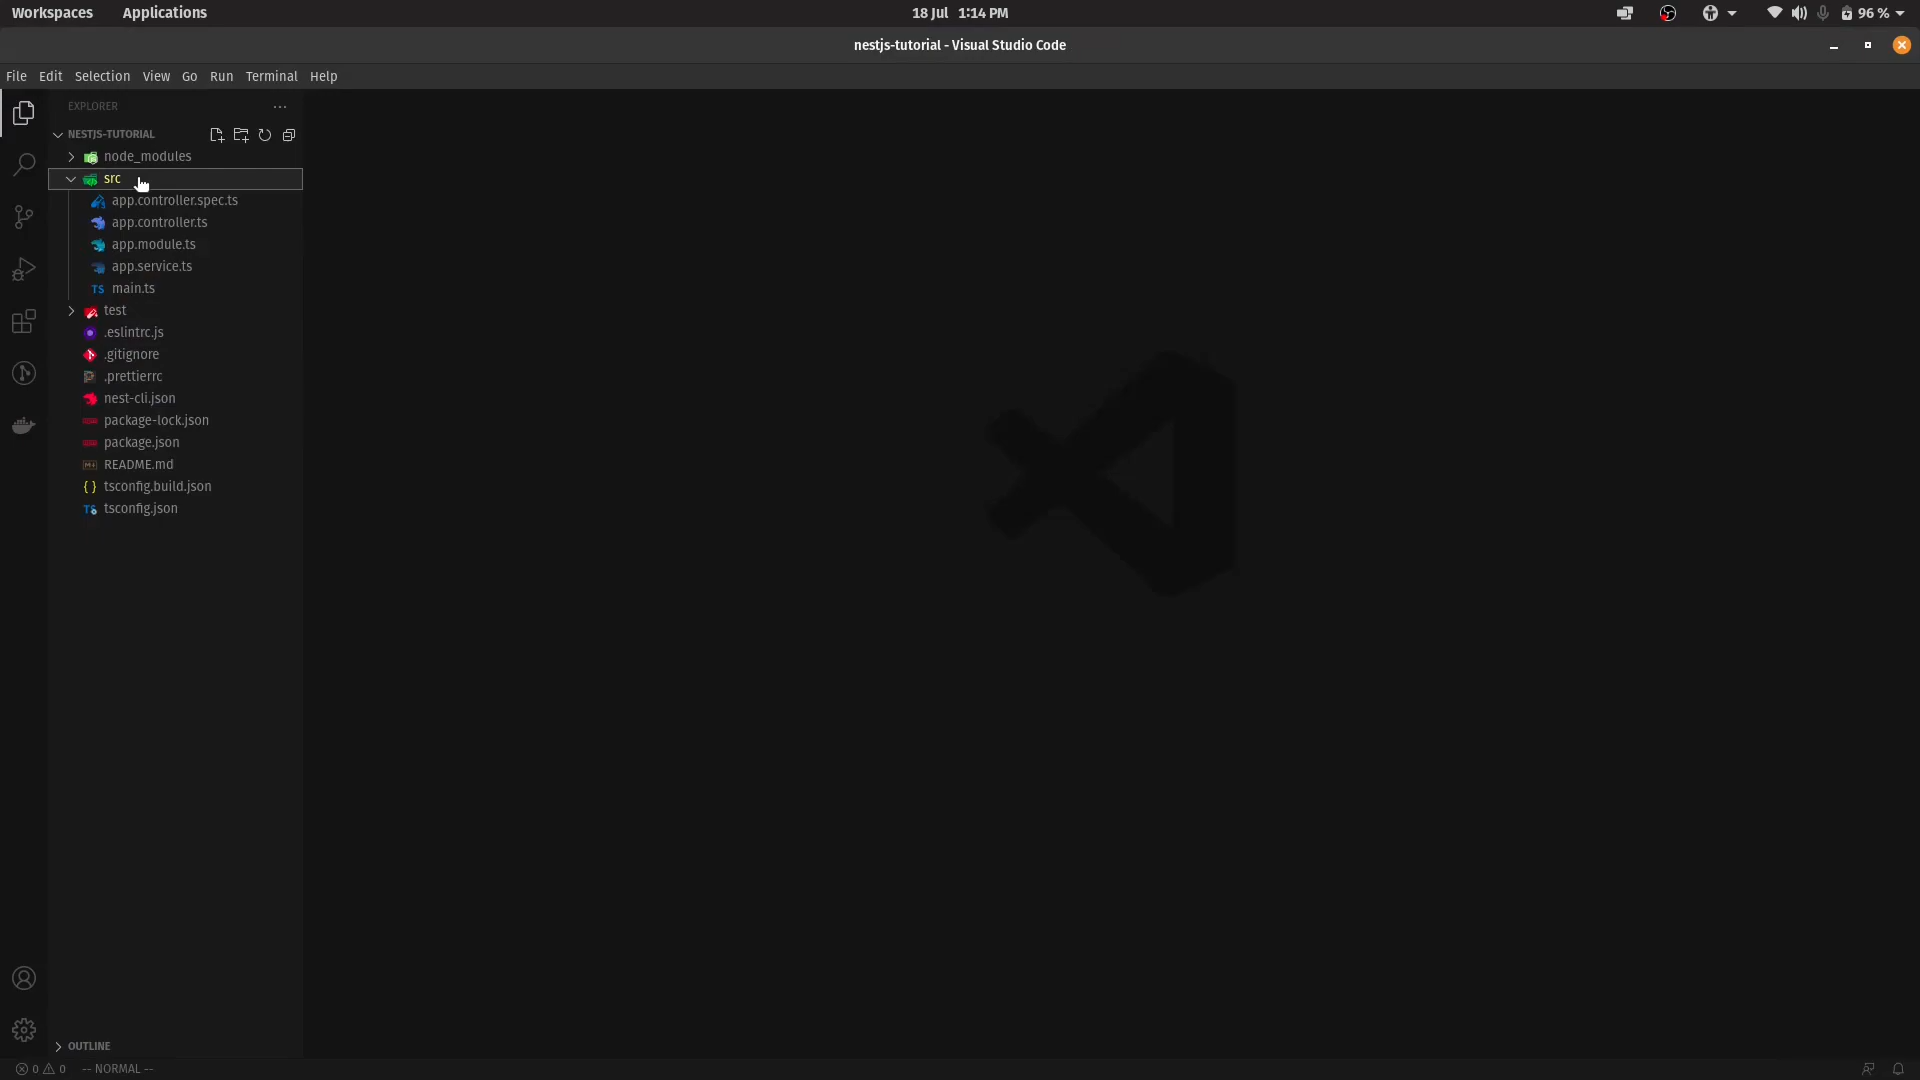 Workspaces Applications 18 Jul 1:14 PM 96 %
nestjs-tutorial - Visual Studio Code
File Edit Selection View Go Run Terminal Help
EXPLORER
NESTJS-TUTORIAL
node_modules
src
app.controller.spec.ts
app.controller.ts
app.module.ts
app.service.ts
TS main.ts
test
.eslintrc.js
.gitignore
.prettierrc
nest-cli.json
package-lock.json
package.json
README.md
{ } tsconfig.build.json
TS tsconfig.json
OUTLINE
0 0 -- NORMAL --